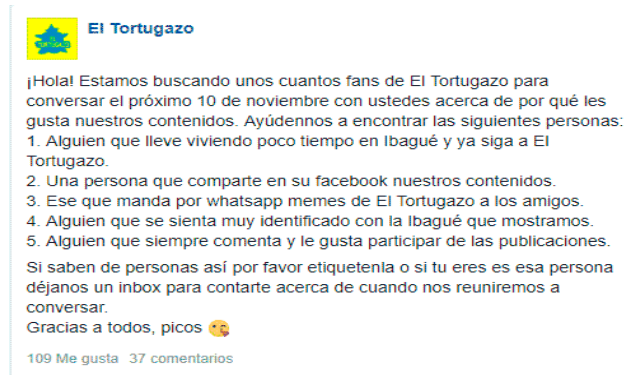 El Tortugazo
EL
TORTUGAZO
¡Hola! Estamos buscando unos cuantos fans de El Tortugazo para
conversar el próximo 10 de noviembre con ustedes acerca de por qué les
gusta nuestros contenidos. Ayúdennos a encontrar las siguientes personas:
1. Alguien que lleve viviendo poco tiempo en Ibagué y ya siga a El
Tortugazo.
2. Una persona que comparte en su facebook nuestros contenidos.
3. Ese que manda por whatsapp memes de El Tortugazo a los amigos.
4. Alguien que se sienta muy identificado con la Ibagué que mostramos.
5. Alguien que siempre comenta y le gusta participar de las publicaciones.
Si saben de personas así por favor etiquetenla o si tu eres es esa persona
déjanos un inbox para contarte acerca de cuando nos reuniremos a
conversar.
Gracias a todos, picos 😘
109 Me gusta 37 comentarios